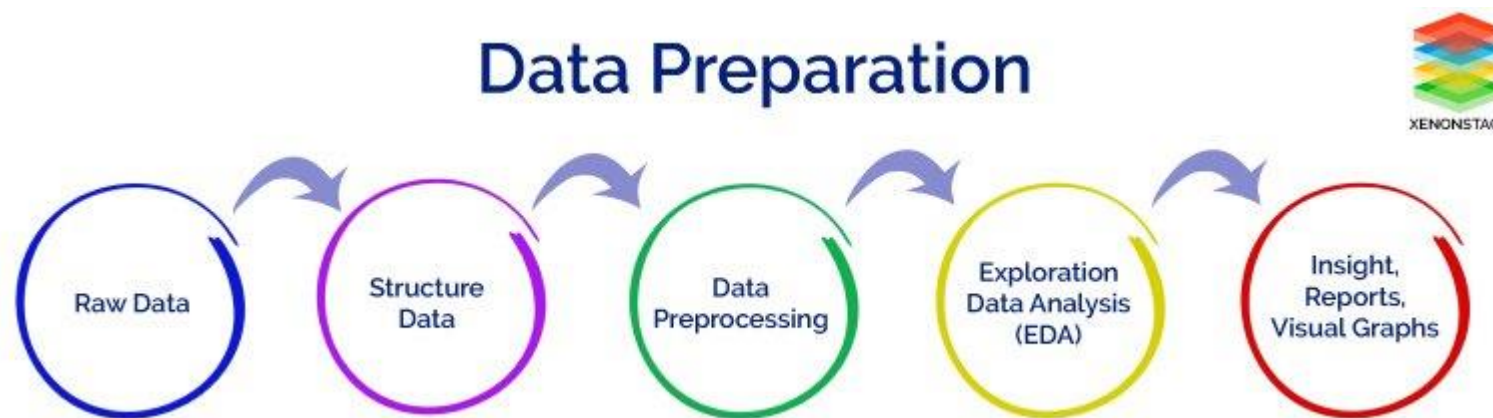 Data Preparation
XENONSTAC
Raw Data
Structure
Data
Data
Preprocessing
Exploration
Data Analysis
(EDA)
Insight,
Reports,
Visual Graphs